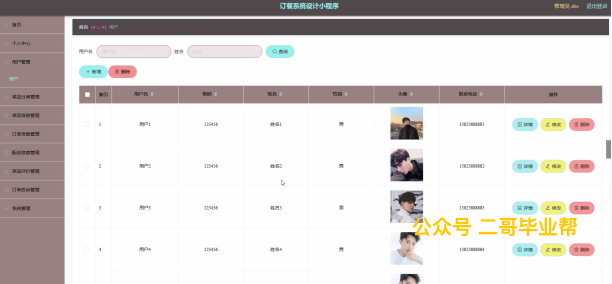 订餐系统设计小程序
管理员 abo 退出登录
首页
个人中心
用户管理
用户
菜品分类管理
菜品信息管理
订餐信息管理
配送信息管理
菜品评价管理
订单系统管理
系统管理
首页 (●'◡'●) 用户
用户名 姓名 查询
+ 新增 删除
索引 用户名 密码 姓名 性别 头像 联系电话 操作
1 用户1 123456 姓名1 男 13823888881 详情 修改 删除
2 用户2 123456 姓名2 男 13823888882 详情 修改 删除
3 用户3 123456 姓名3 男 13823888883 详情 修改 删除
公众号 二哥毕业帮
4 用户4 123456 姓名4 男 13823888884 详情 修改 删除